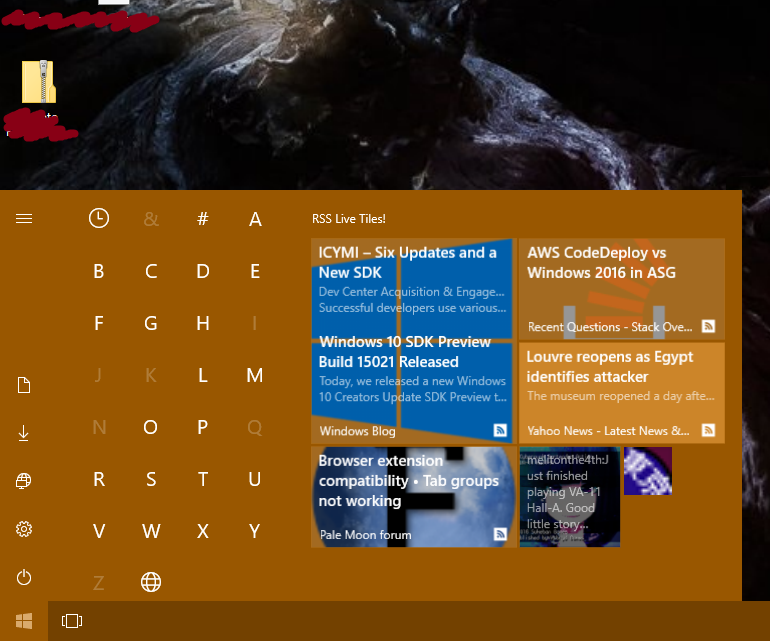 & # A
RSS Live Tiles!
B C D E
F G H I
J K L M
N O P Q
R S T U
V W X Y
Z
ICYMI – Six Updates and a
New SDK
Dev Center Acquisition & Engage...
Successful developers use various...
Windows 10 SDK Preview
Build 15021 Released
Today, we released a new Windows
10 Creators Update SDK Preview t...
Windows Blog
AWS CodeDeploy vs
Windows 2016 in ASG
Recent Questions - Stack Ove...
Louvre reopens as Egypt
identifies attacker
The museum reopened a day afte...
Yahoo News - Latest News &...
Browser extension
compatibility • Tab groups
not working
Pale Moon forum
melitonthe4th:J
ust finished
playing VA-11
Hall-A. Good
little story...